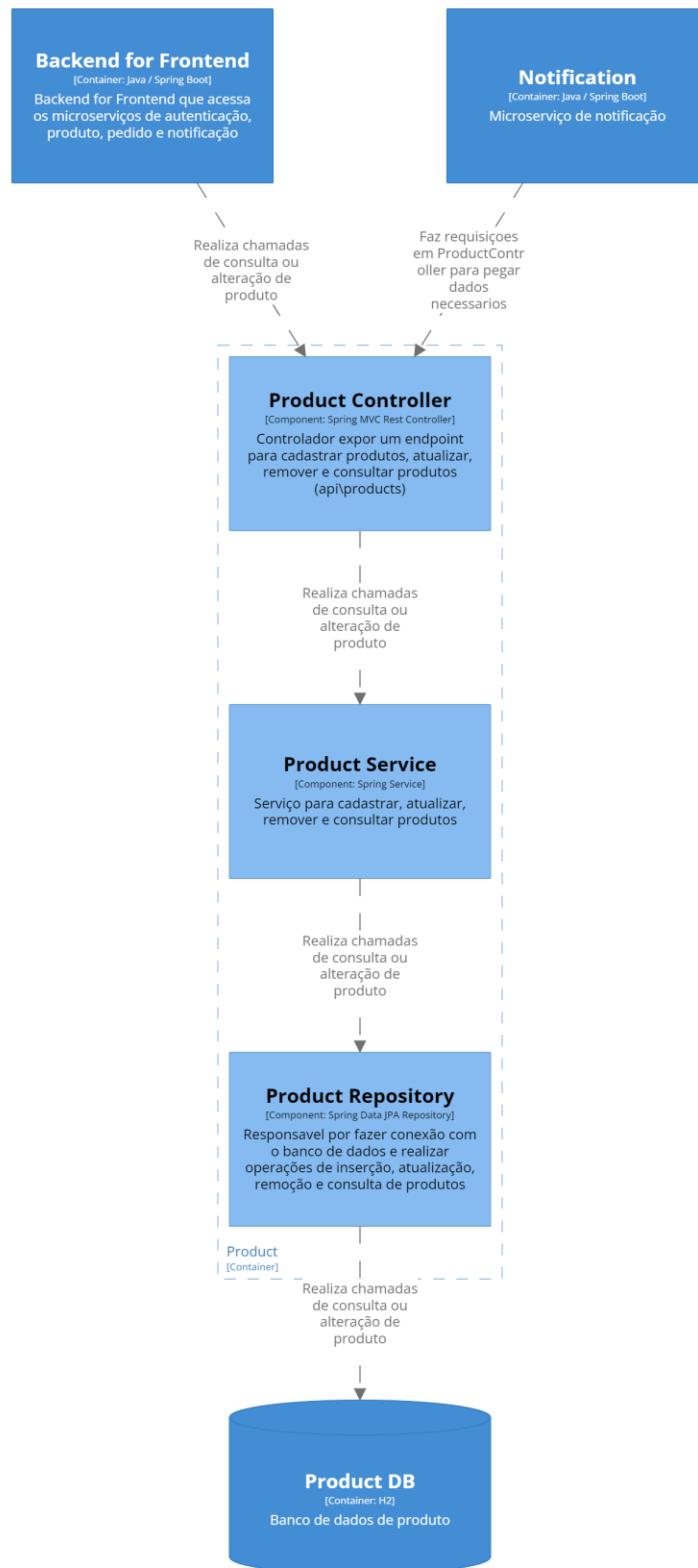 Backend for Frontend
[Container: Java / Spring Boot]
Backend for Frontend que acessa
os microserviços de autenticação,
produto, pedido e notificação
Notification
[Container: Java / Spring Boot]
Microserviço de notificação
Realiza chamadas
de consulta ou
alteração de
produto
Faz requisiçoes
em ProductContr
oller para pegar
dados
necessarios
Product Controller
[Component: Spring MVC Rest Controller]
Controlador expor um endpoint
para cadastrar produtos, atualizar,
remover e consultar produtos
(api\products)
Realiza chamadas
de consulta ou
alteração de
produto
Product Service
[Component: Spring Service]
Serviço para cadastrar, atualizar,
remover e consultar produtos
Realiza chamadas
de consulta ou
alteração de
produto
Product Repository
[Component: Spring Data JPA Repository]
Responsavel por fazer conexão com
o banco de dados e realizar
operações de inserção, atualização,
remoção e consulta de produtos
Product
[Container]
Realiza chamadas
de consulta ou
alteração de
produto
Product DB
[Container: H2]
Banco de dados de produto